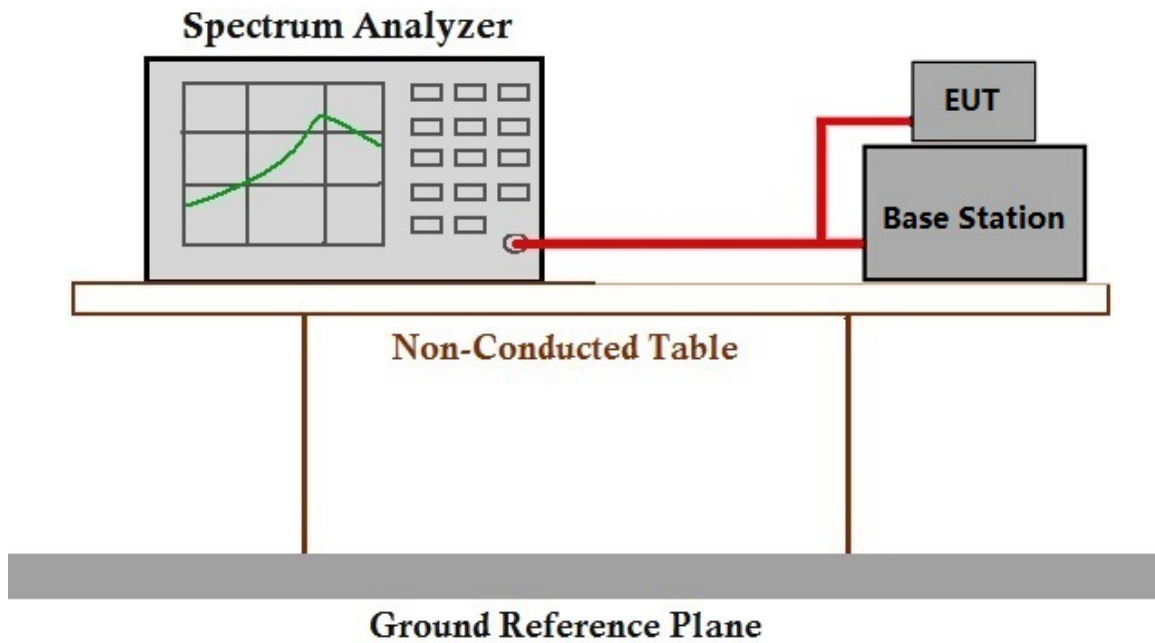 Spectrum Analyzer
EUT
Base Station
Non-Conducted Table
Ground Reference Plane